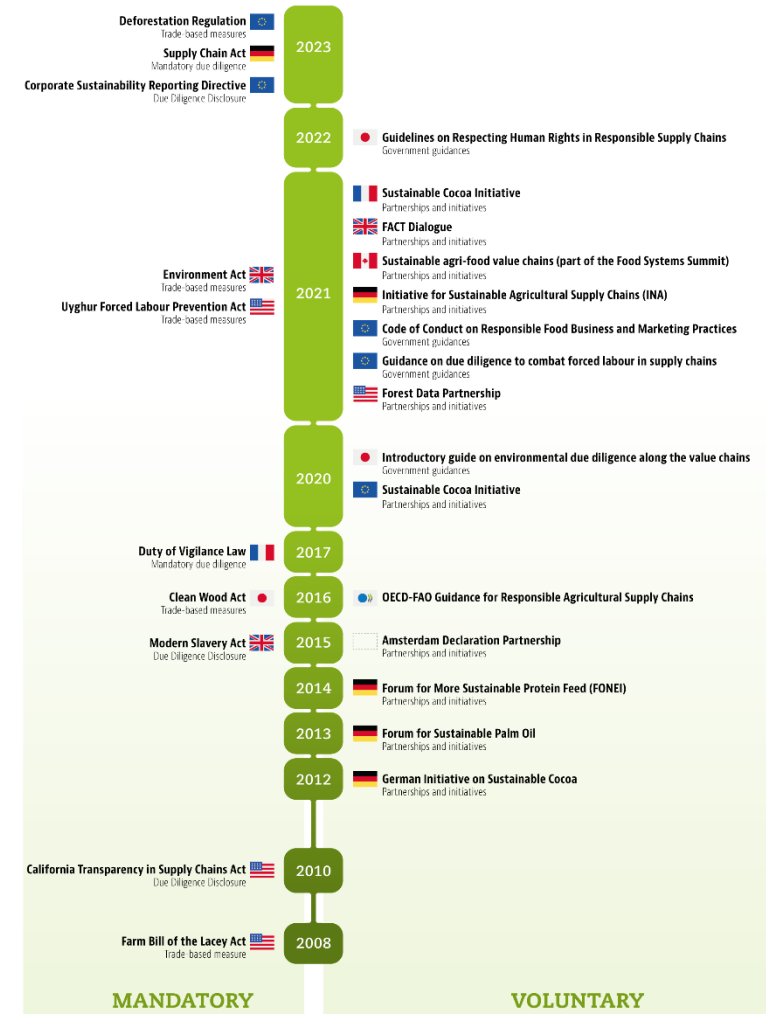 Deforestation Regulation
Trade-based measures
Supply Chain Act
Mandatory due diligence
Corporate Sustainability Reporting Directive
Due Diligence Disclosure
2023
2022
Guidelines on Respecting Human Rights in Responsible Supply Chains
Government guidances
Environment Act
Trade-based measures
Uyghur Forced Labour Prevention Act
Trade-based measures
2021
Sustainable Cocoa Initiative
Partnerships and initiatives
FACT Dialogue
Partnerships and initiatives
Sustainable agri-food value chains (part of the Food Systems Summit)
Partnerships and initiatives
Initiative for Sustainable Agricultural Supply Chains (INA)
Partnerships and initiatives
Code of Conduct on Responsible Food Business and Marketing Practices
Government guidances
Guidance on due diligence to combat forced labour in supply chains
Government guidances
Forest Data Partnership
Partnerships and initiatives
2020
Introductory guide on environmental due diligence along the value chains
Government guidances
Sustainable Cocoa Initiative
Partnerships and initiatives
Duty of Vigilance Law
Mandatory due diligence
2017
Clean Wood Act
Trade-based measures
2016
OECD-FAO Guidance for Responsible Agricultural Supply Chains
Modern Slavery Act
Due Diligence Disclosure
2015
Amsterdam Declaration Partnership
Partnerships and initiatives
2014
Forum for More Sustainable Protein Feed (FONEI)
Partnerships and initiatives
2013
Forum for Sustainable Palm Oil
Partnerships and initiatives
2012
German Initiative on Sustainable Cocoa
Partnerships and initiatives
California Transparency in Supply Chains Act
Due Diligence Disclosure
2010
Farm Bill of the Lacey Act
Trade-based measure
2008
MANDATORY
VOLUNTARY